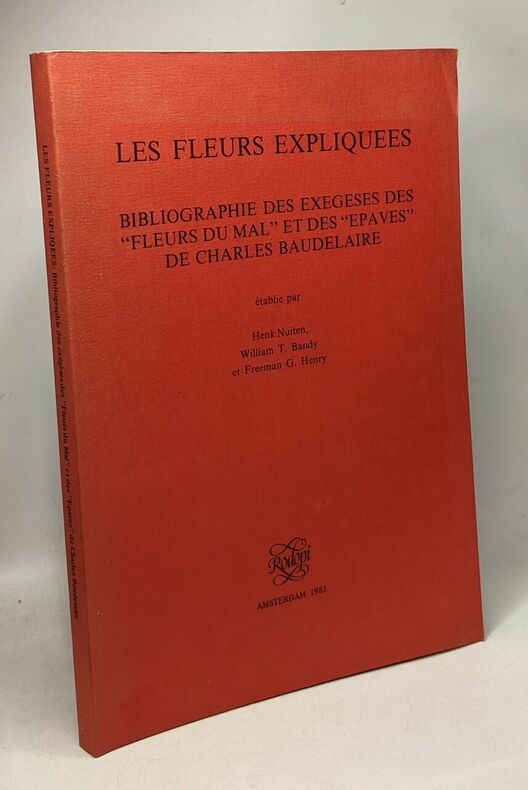 LES FLEURS EXPLIQUEES
BIBLIOGRAPHIE DES EXEGESES DES
“FLEURS DU MAL” ET DES “EPAVES”
DE CHARLES BAUDELAIRE
établie par
Henk Nuiten,
William T. Bandy
et Freeman G. Henry
Rodopi
AMSTERDAM 1983
LES FLEURS EXPLIQUEES Bibliographie des exégèses des “Fleurs du Mal” et des “Epaves” de Charles Baudelaire